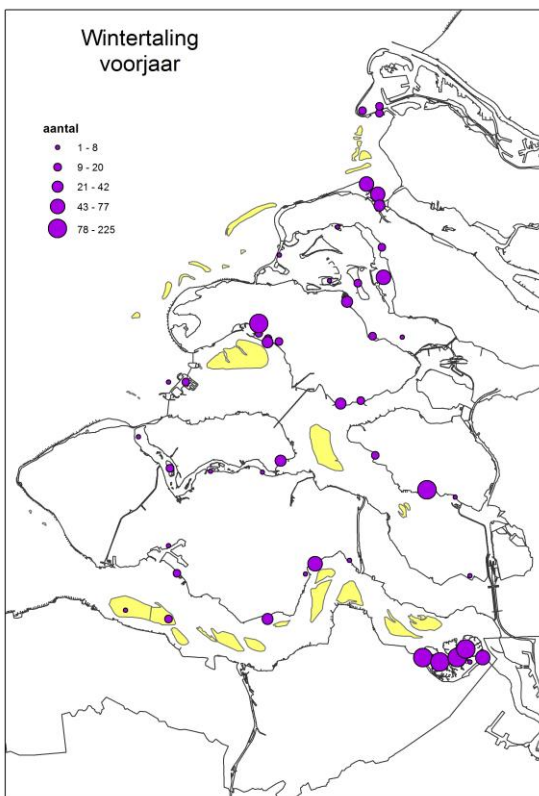 Wintertaling
voorjaar
aantal
1 - 8
9 - 20
21 - 42
43 - 77
78 - 225